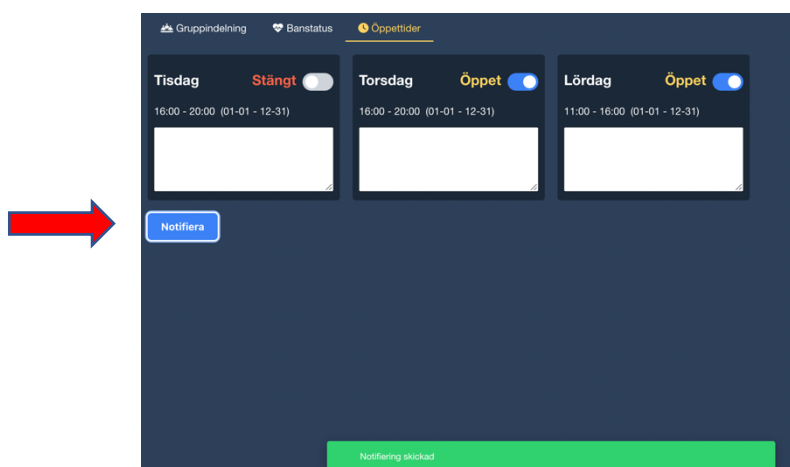 Gruppindelning Banstatus Öppettider
Tisdag Stängt Torsdag Öppet Lördag Öppet
16:00 - 20:00 (01-01 - 12-31) 16:00 - 20:00 (01-01 - 12-31) 11:00 - 16:00 (01-01 - 12-31)
Notifiera
Notifiering skickad